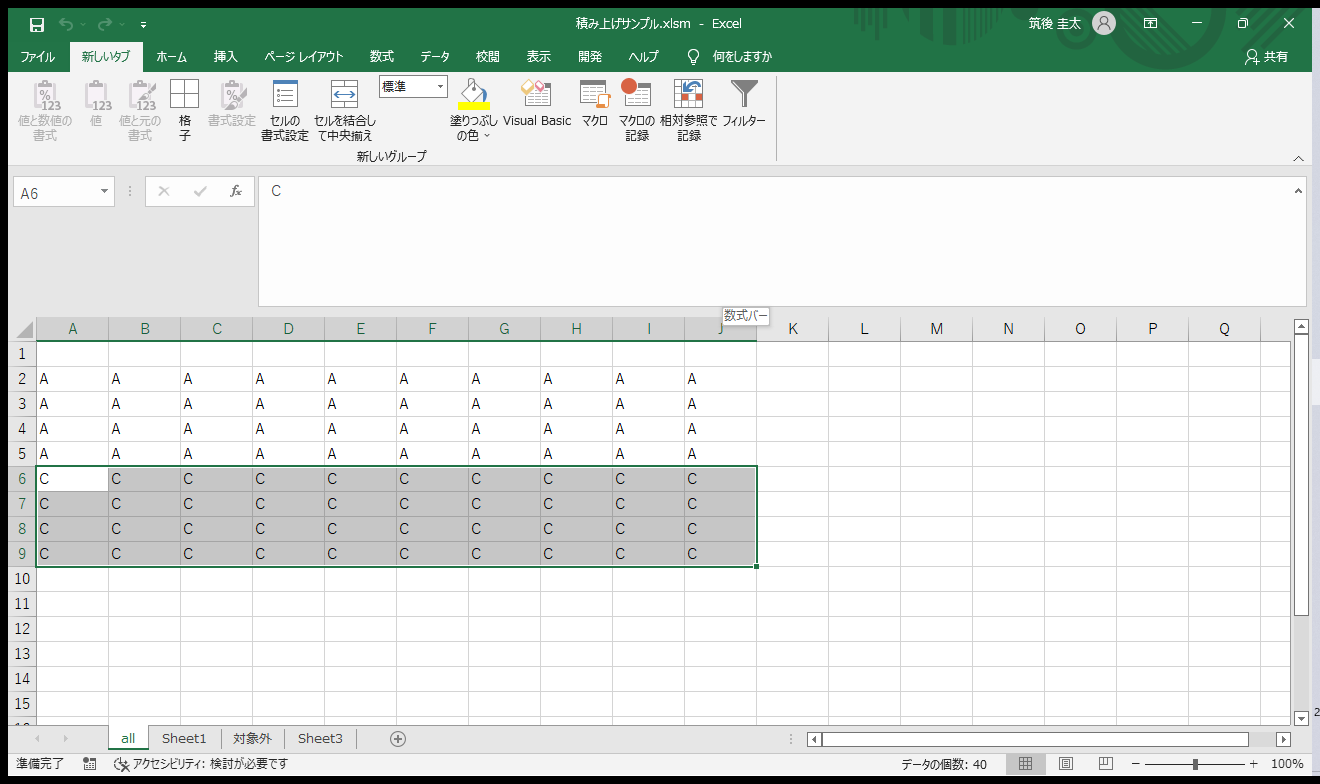 積み上げサンプル.xlsm - Excel
筑後 圭太
ファイル 新しいタブ ホーム 挿入 ページ レイアウト 数式 データ 校閲 表示 開発 ヘルプ 何をしますか 共有
値と数値の書式
値
値と元の書式
格子
書式設定
セルの書式設定
セルを結合して中央揃え
標準
塗りつぶしの色
Visual Basic
マクロ
マクロの記録
相対参照で記録
フィルター
新しいグループ
A6 fx C
数式バー
A B C D E F G H I J K L M N O P Q
1
2 A A A A A A A A A A
3 A A A A A A A A A A
4 A A A A A A A A A A
5 A A A A A A A A A A
6 C C C C C C C C C C
7 C C C C C C C C C C
8 C C C C C C C C C C
9 C C C C C C C C C C
10
11
12
13
14
15
all Sheet1 対象外 Sheet3
準備完了 アクセシビリティ: 検討が必要です データの個数: 40 100%